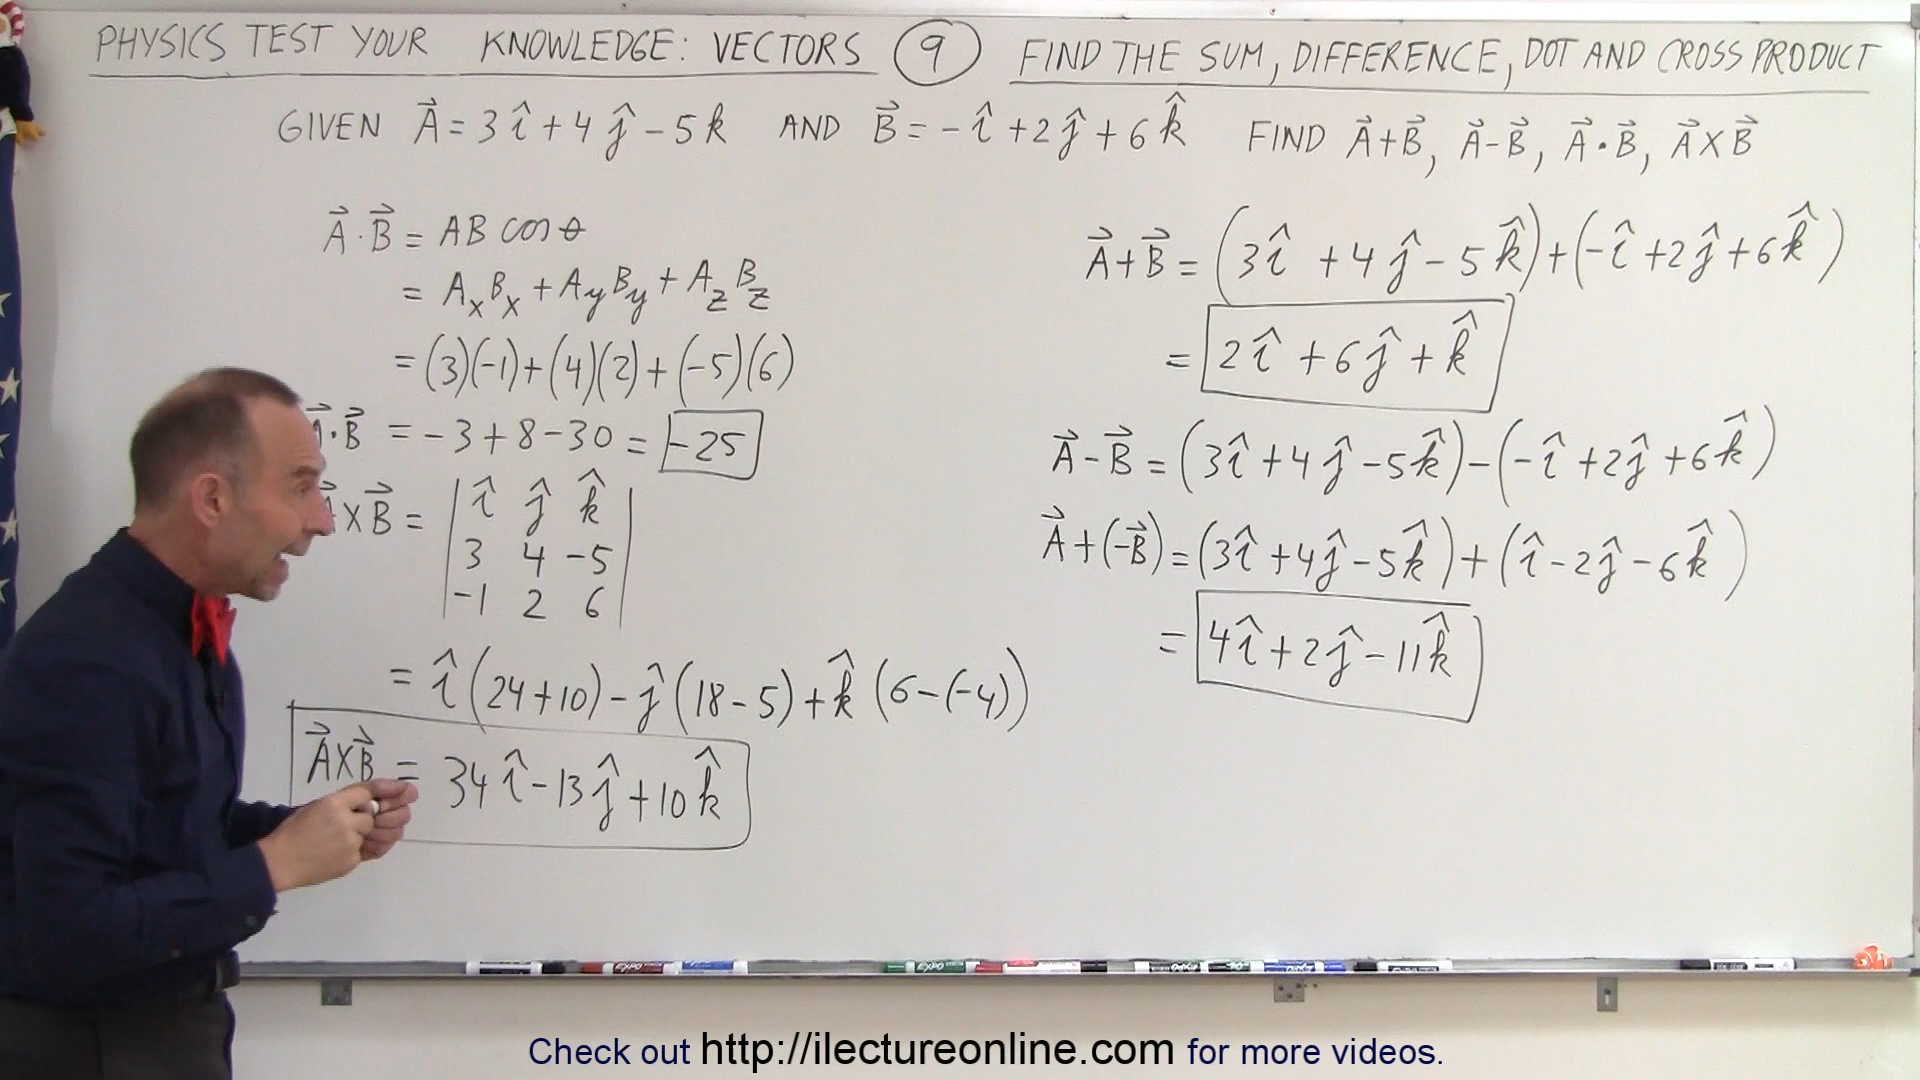 PHYSICS TEST YOUR KNOWLEDGE: VECTORS 9 FIND THE SUM, DIFFERENCE, DOT AND CROSS PRODUCT
GIVEN A⃗ = 3î + 4ĵ - 5k AND B⃗ = -î + 2ĵ + 6k̂ FIND A⃗+B⃗, A⃗-B⃗, A⃗·B⃗, A⃗XB⃗
A⃗·B⃗ = AB cos θ
= AxBx + AyBy + AzBz
= (3)(-1) + (4)(2) + (-5)(6)
A⃗·B⃗ = -3 + 8 - 30 = -25
A⃗XB⃗ = | î ĵ k̂ |
3 4 -5
-1 2 6
= î(24+10) - ĵ(18-5) + k̂(6-(-4))
A⃗XB⃗ = 34î - 13ĵ + 10k̂
A⃗+B⃗ = (3î + 4ĵ - 5k̂) + (-î + 2ĵ + 6k̂)
= 2î + 6ĵ + k̂
A⃗-B⃗ = (3î + 4ĵ - 5k̂) - (-î + 2ĵ + 6k̂)
A⃗+(-B⃗) = (3î + 4ĵ - 5k̂) + (î - 2ĵ - 6k̂)
= 4î + 2ĵ - 11k̂
Check out http://ilectureonline.com for more videos.